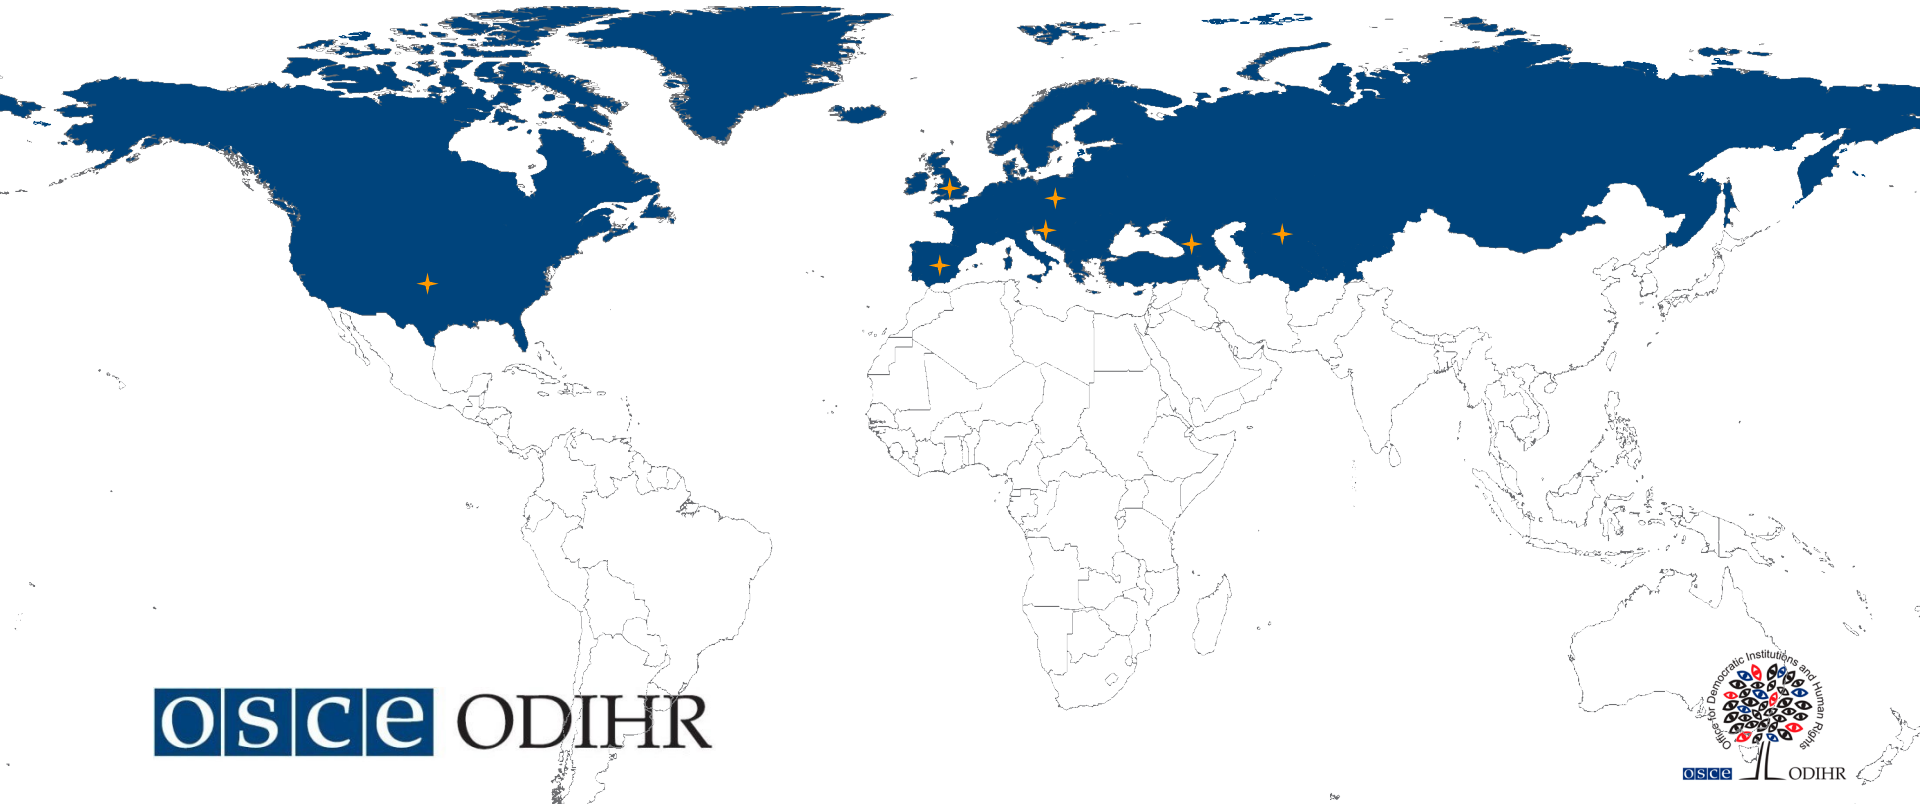 osce ODIHR
Office for Democratic Institutions and Human Rights
osce ODIHR